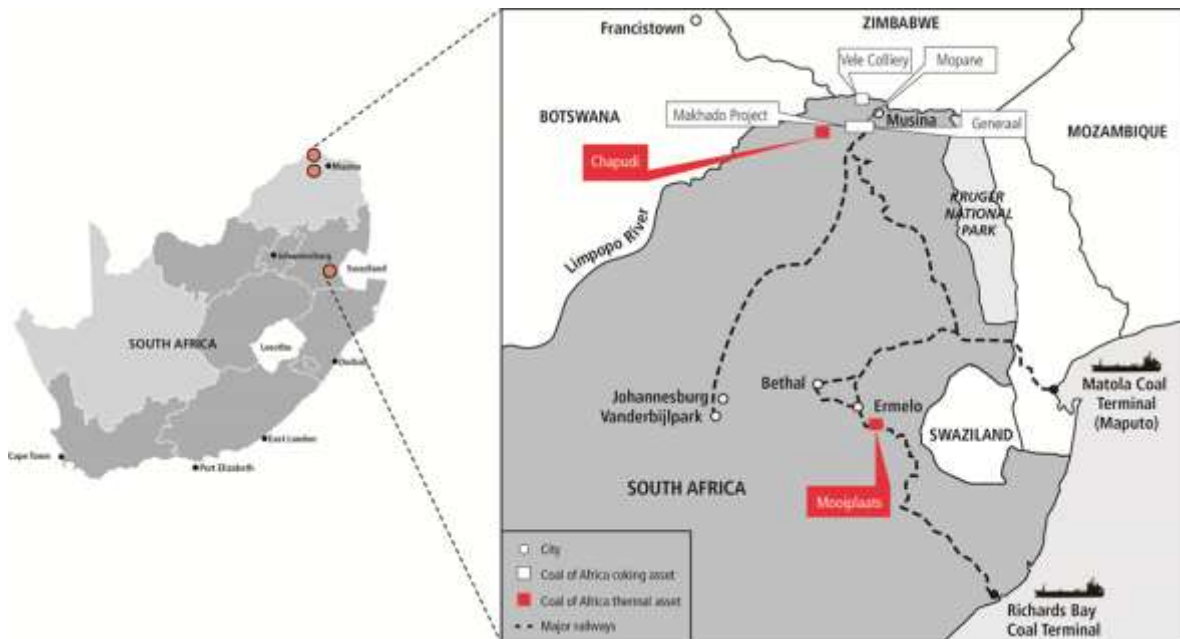 Musina
Johannesburg
Swaziland
SOUTH AFRICA
Lesotho
Durban
East London
Cape Town
Port Elizabeth
Francistown
ZIMBABWE
Vele Colliery
Mopane
BOTSWANA
Makhado Project
Musina
Generaal
MOZAMBIQUE
Chapudi
KRUGER
NATIONAL
PARK
Limpopo River
Bethal
Johannesburg
Vanderbijlpark
Ermelo
Matola Coal
Terminal
(Maputo)
SWAZILAND
SOUTH AFRICA
Mooiplaats
City
Coal of Africa coking asset
Coal of Africa thermal asset
Major railways
Richards Bay
Coal Terminal